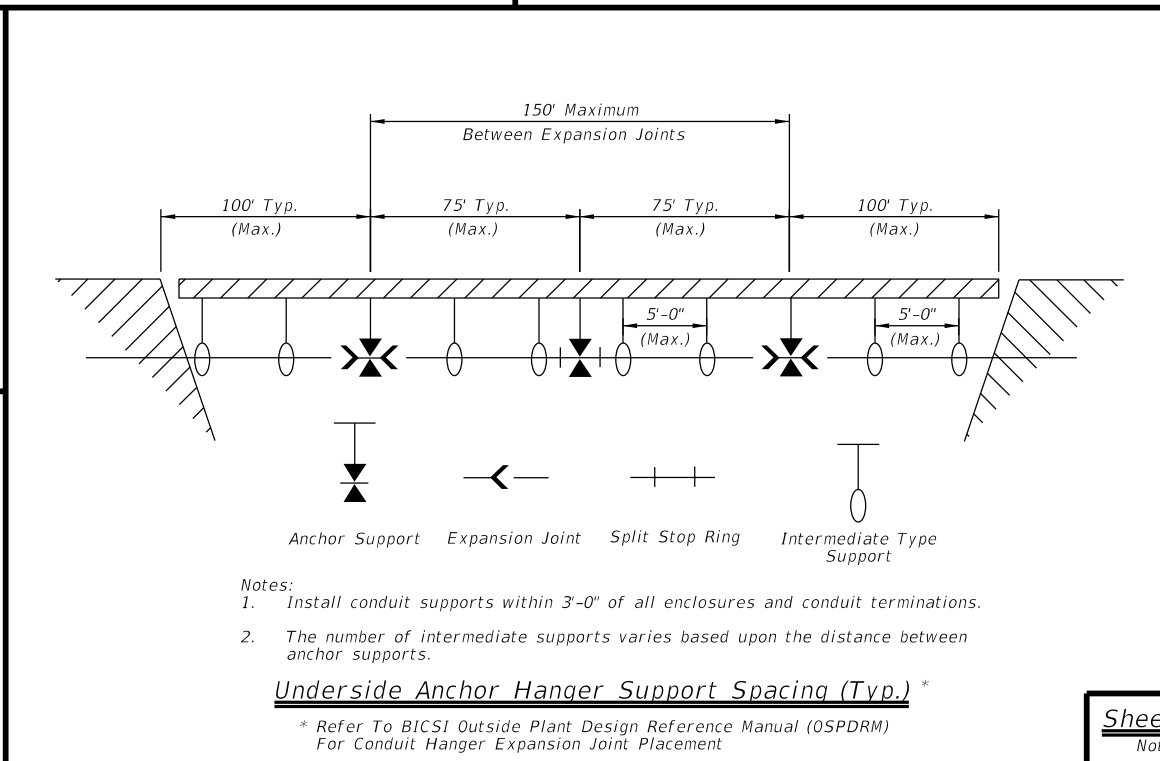 150' Maximum
Between Expansion Joints
100' Typ.
(Max.)
75' Typ.
(Max.)
75' Typ.
(Max.)
100' Typ.
(Max.)
5'-0"
(Max.)
5'-0"
(Max.)
Anchor Support
Expansion Joint
Split Stop Ring
Intermediate Type
Support
Notes:
1. Install conduit supports within 3'-0" of all enclosures and conduit terminations.
2. The number of intermediate supports varies based upon the distance between
anchor supports.
Underside Anchor Hanger Support Spacing (Typ.) *
* Refer To BICSI Outside Plant Design Reference Manual (OSPDRM)
For Conduit Hanger Expansion Joint Placement